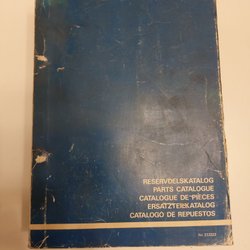 RESERVDELSKATALOG
PARTS CATALOGUE
CATALOGUE DE PIÈCES
ERSATZTEILKATALOG
CATALOGO DE REPUESTOS